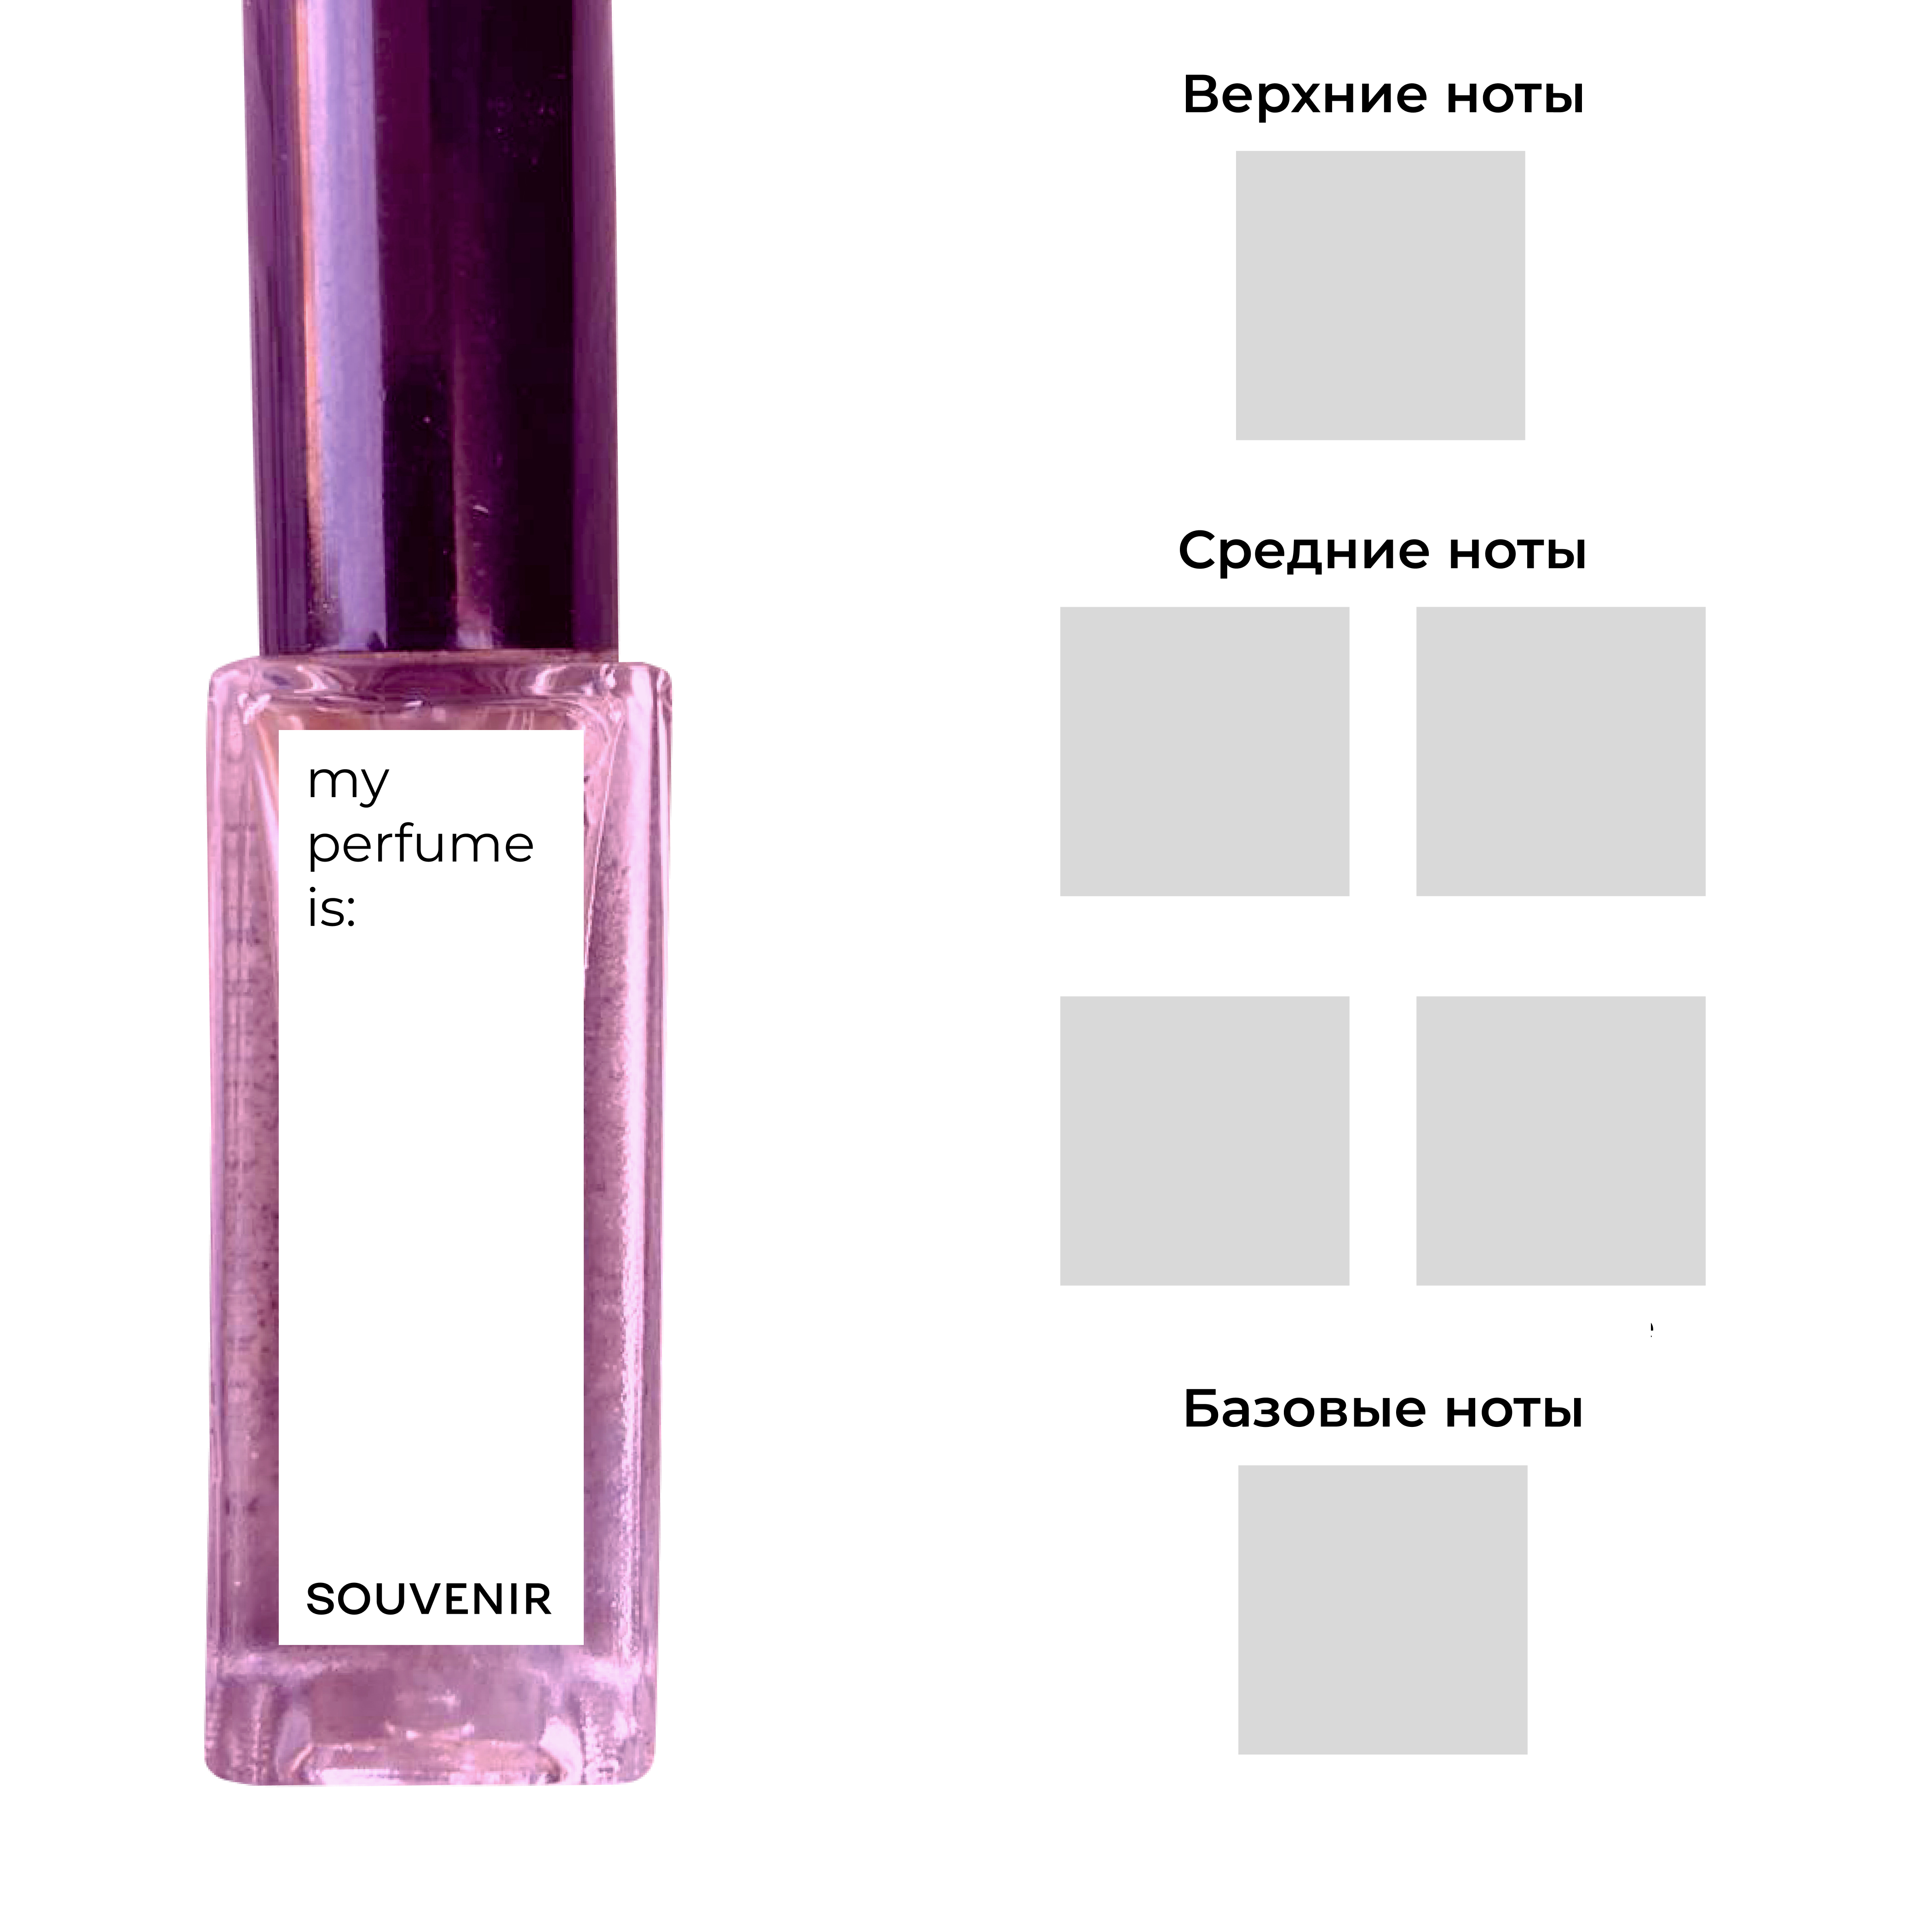 my
perfume
is:
SOUVENIR
Верхние ноты
Средние ноты
Базовые ноты